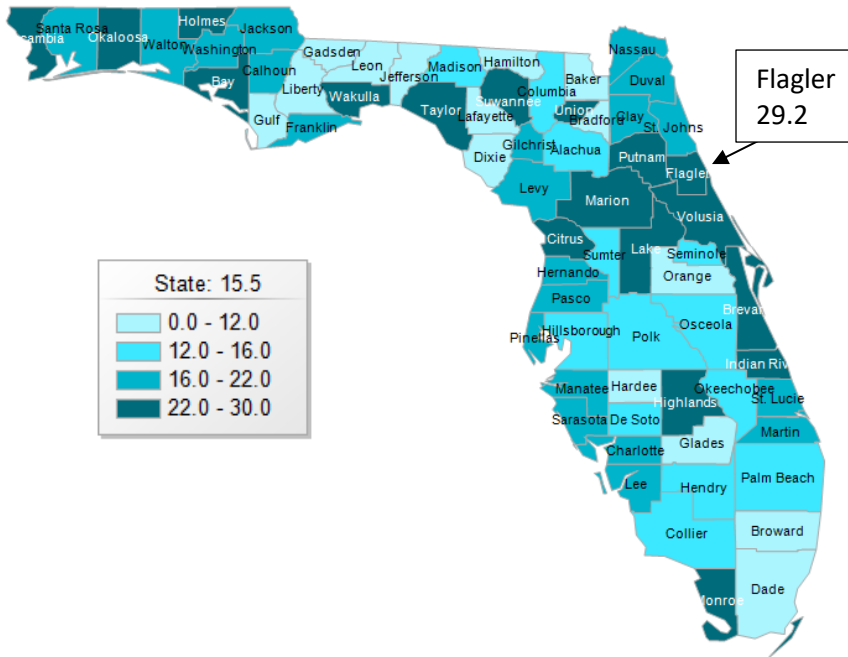 Holmes
Santa Rosa
Jackson
Escambia
Okaloosa
Walton
Washington
Bay
Calhoun
Gadsden
Leon
Liberty
Jefferson
Madison
Hamilton
Wakulla
Taylor
Suwannee
Columbia
Baker
Nassau
Duval
Gulf
Franklin
Lafayette
Union
Bradford
Clay
St. Johns
Dixie
Gilchrist
Alachua
Putnam
Flagler
Flagler
29.2
Levy
Marion
Volusia
Citrus
Sumter
Lake
Seminole
Orange
Hernando
Pasco
Brevar
Pinellas
Hillsborough
Polk
Osceola
Indian Riv
Manatee
Hardee
Highlands
Okeechobee
St. Lucie
Sarasota
De Soto
Martin
Charlotte
Glades
Lee
Hendry
Palm Beach
Collier
Broward
Dade
Monroe
State: 15.5
0.0 - 12.0
12.0 - 16.0
16.0 - 22.0
22.0 - 30.0